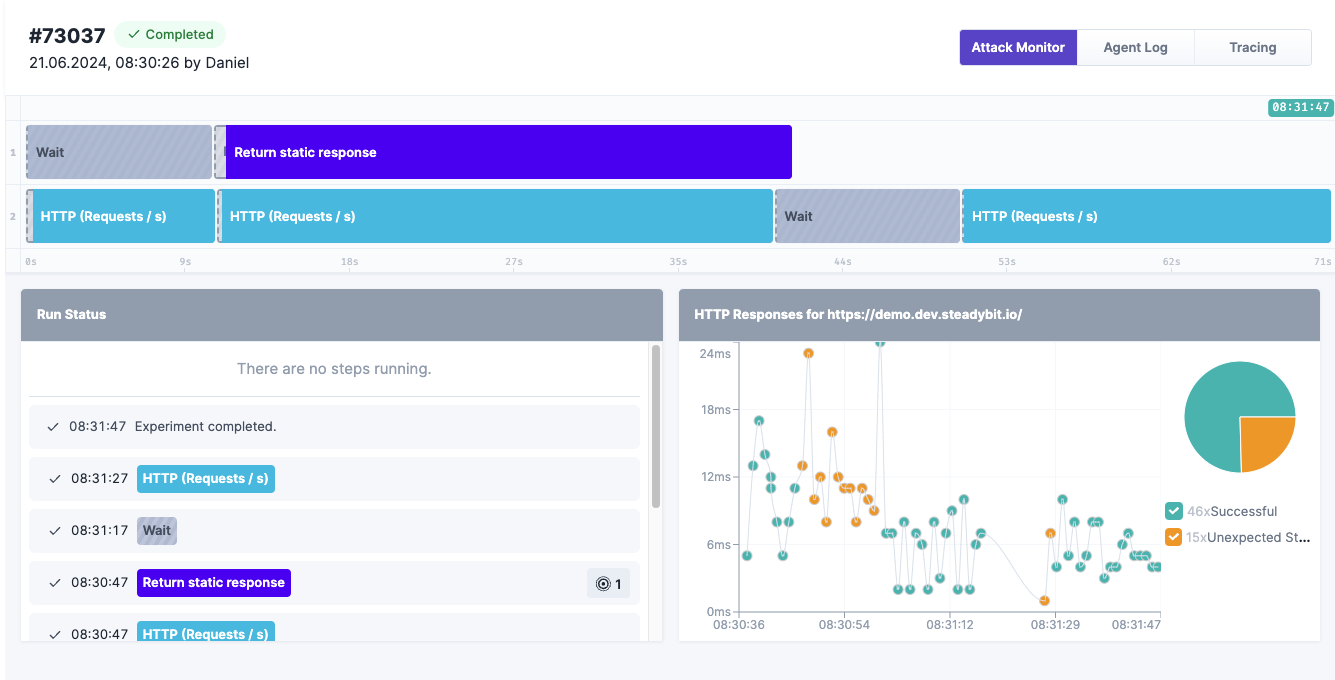 #73037 Completed
21.06.2024, 08:30:26 by Daniel
Attack Monitor Agent Log Tracing
08:31:47
1 Wait Return static response
2 HTTP (Requests / s) HTTP (Requests / s) Wait HTTP (Requests / s)
0s 9s 18s 27s 35s 44s 53s 62s 71s
Run Status
There are no steps running.
08:31:47 Experiment completed.
08:31:27 HTTP (Requests / s)
08:31:17 Wait
08:30:47 Return static response 1
08:30:47 HTTP (Requests / s)
HTTP Responses for https://demo.dev.steadybit.io/
24ms
18ms
12ms
6ms
0ms
08:30:36 08:30:54 08:31:12 08:31:29 08:31:47
46xSuccessful
15xUnexpected St...